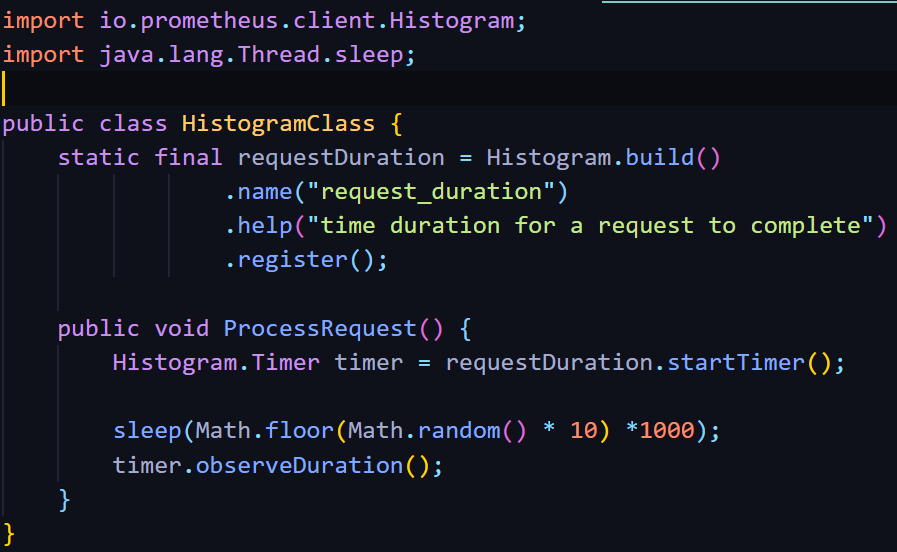 import io.prometheus.client.Histogram;
import java.lang.Thread.sleep;
public class HistogramClass {
static final requestDuration = Histogram.build()
.name("request_duration")
.help("time duration for a request to complete")
.register();
public void ProcessRequest() {
Histogram.Timer timer = requestDuration.startTimer();
sleep(Math.floor(Math.random() * 10) *1000);
timer.observeDuration();
}
}